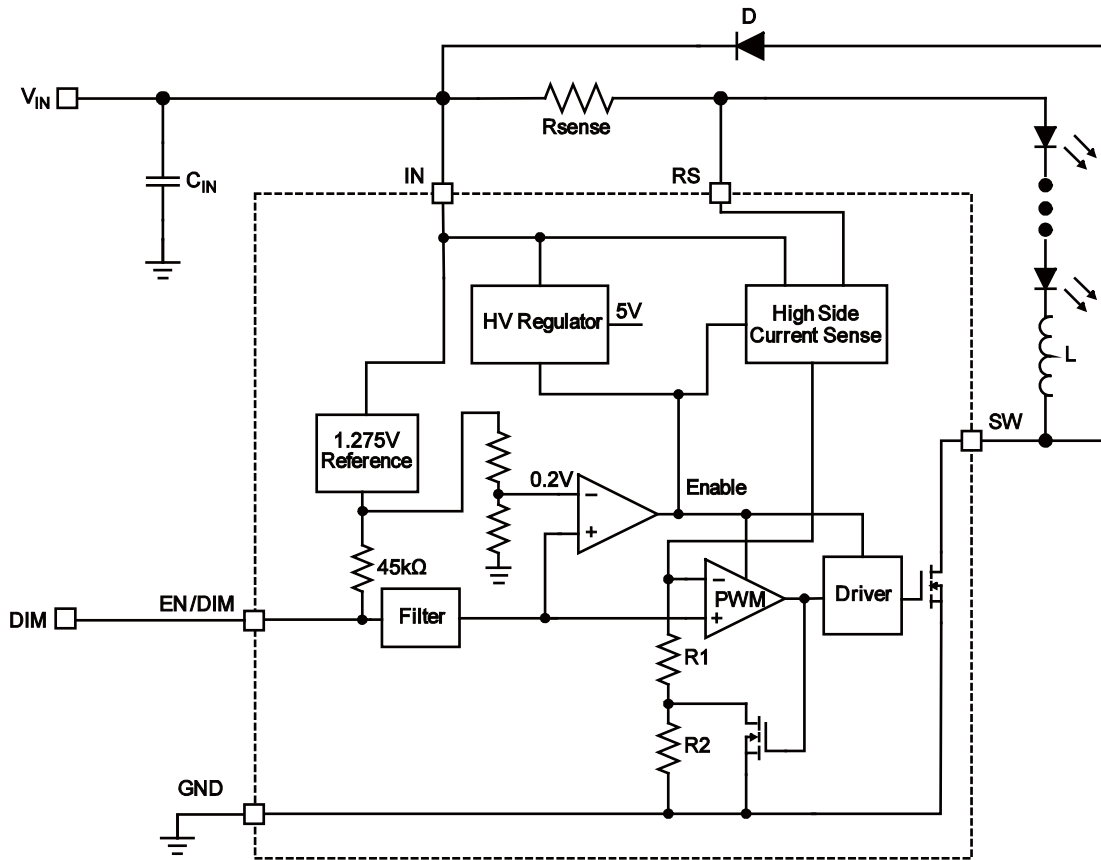 D
VIN
Rsense
CIN
IN
RS
HV Regulator
5V
High Side
Current Sense
L
1.275V
Reference
SW
0.2V
Enable
45kΩ
DIM
EN/DIM
Filter
PWM
Driver
R1
R2
GND